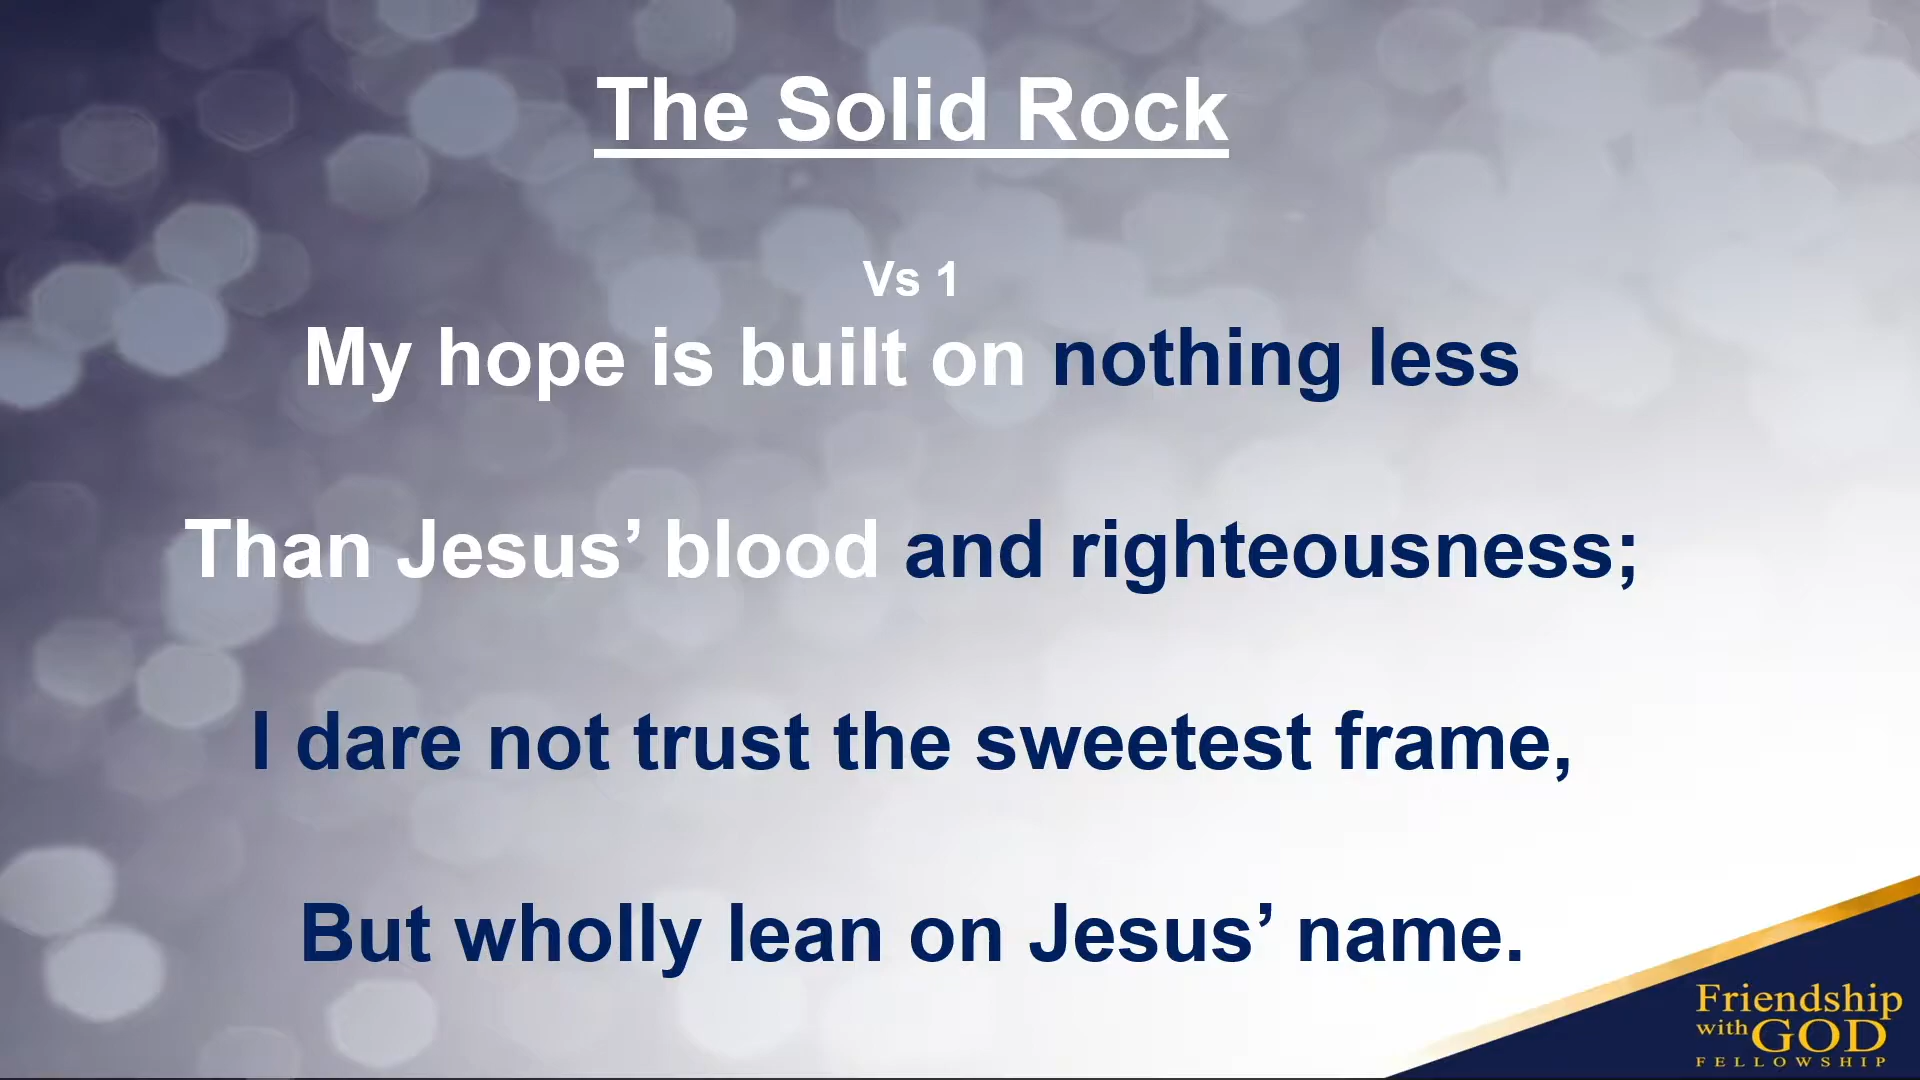 The Solid Rock
Vs 1
My hope is built on nothing less
Than Jesus’ blood and righteousness;
I dare not trust the sweetest frame,
But wholly lean on Jesus’ name.
Friendship
with GOD
FELLOWSHIP